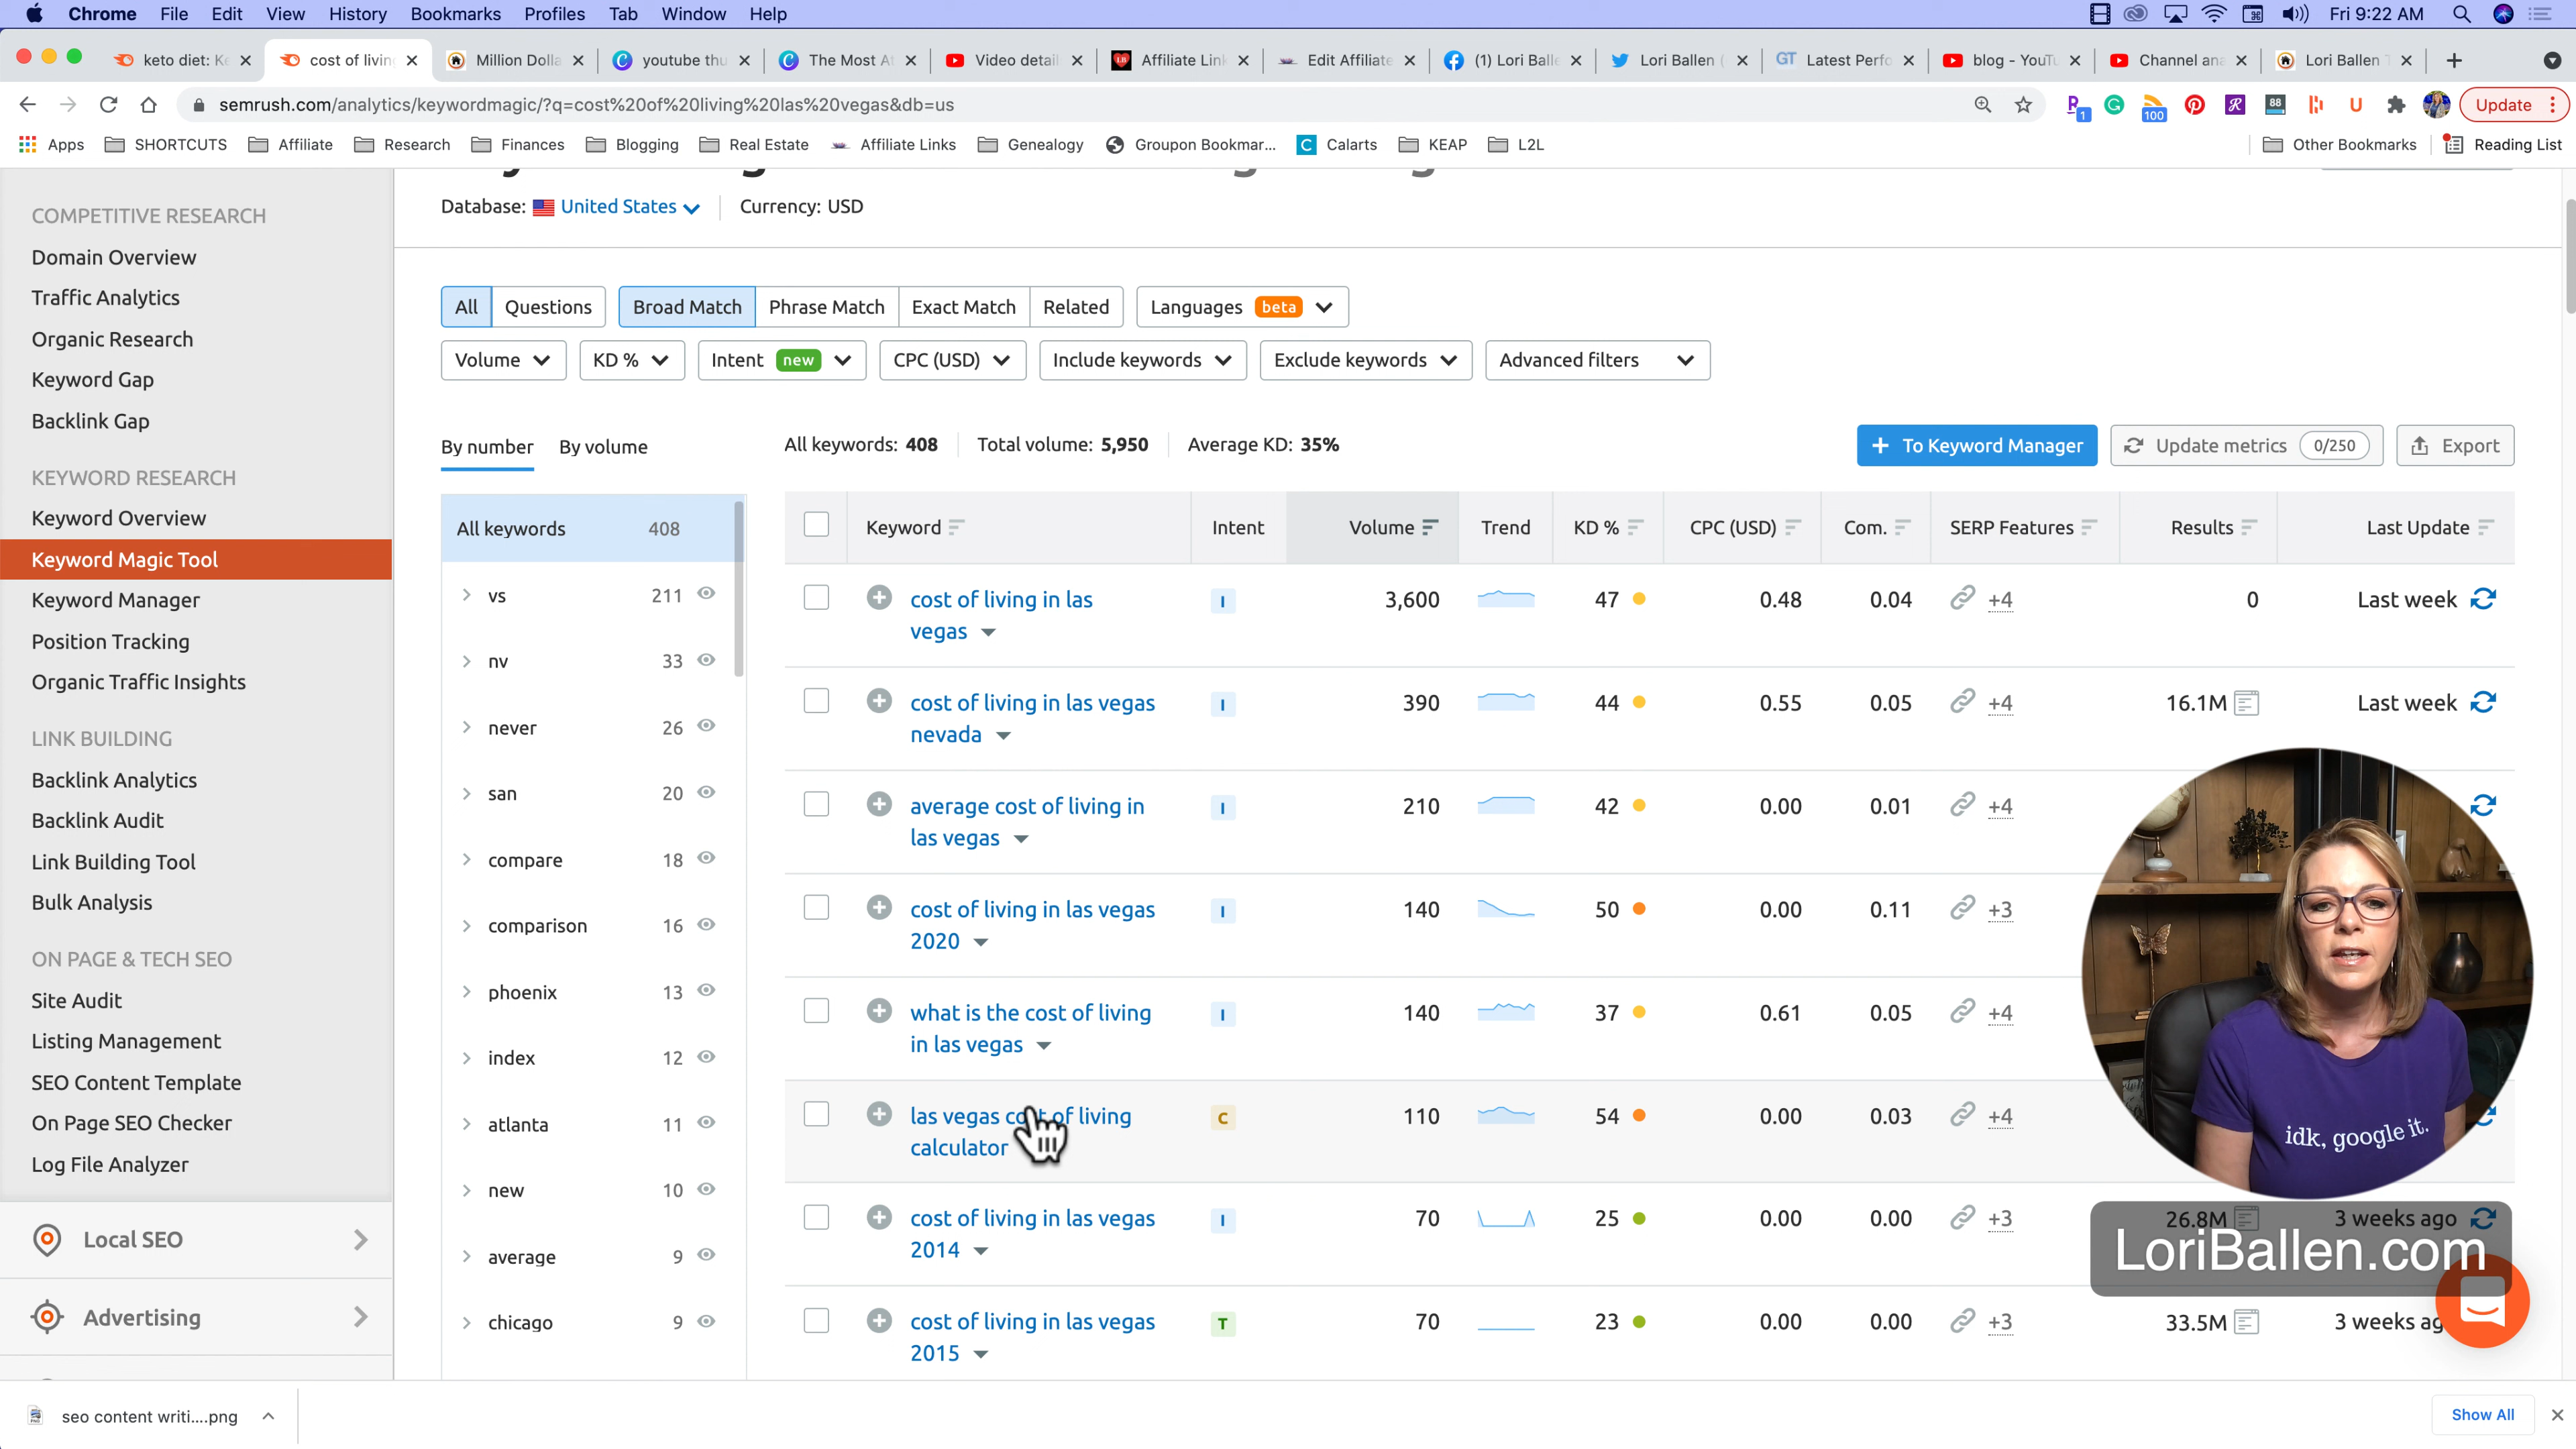 Chrome File Edit View History Bookmarks Profiles Tab Window Help Fri 9:22 AM
keto diet: Ke cost of livin Million Dolla youtube thu The Most At Video detail Affiliate Link Edit Affiliate (1) Lori Balle Lori Ballen ( GT Latest Perfo blog - YouTu Channel ana Lori Ballen T
semrush.com/analytics/keywordmagic/?q=cost%20of%20living%20las%20vegas&db=us 1 100 88 Update
Apps SHORTCUTS Affiliate Research Finances Blogging Real Estate Affiliate Links Genealogy Groupon Bookmar... C Calarts KEAP L2L Other Bookmarks Reading List
COMPETITIVE RESEARCH
Domain Overview
Traffic Analytics
Organic Research
Keyword Gap
Backlink Gap
KEYWORD RESEARCH
Keyword Overview
Keyword Magic Tool
Keyword Manager
Position Tracking
Organic Traffic Insights
LINK BUILDING
Backlink Analytics
Backlink Audit
Link Building Tool
Bulk Analysis
ON PAGE & TECH SEO
Site Audit
Listing Management
SEO Content Template
On Page SEO Checker
Log File Analyzer
Local SEO
Advertising
Database: United States Currency: USD
All Questions Broad Match Phrase Match Exact Match Related Languages beta
Volume KD % Intent new CPC (USD) Include keywords Exclude keywords Advanced filters
By number By volume
All keywords: 408 Total volume: 5,950 Average KD: 35%
+ To Keyword Manager Update metrics 0/250 Export
All keywords 408
vs 211
nv 33
never 26
san 20
compare 18
comparison 16
phoenix 13
index 12
atlanta 11
new 10
average 9
chicago 9
Keyword Intent Volume Trend KD % CPC (USD) Com. SERP Features Results Last Update
cost of living in las I 3,600 47 0.48 0.04 +4 0 Last week
vegas
cost of living in las vegas I 390 44 0.55 0.05 +4 16.1M Last week
nevada
average cost of living in I 210 42 0.00 0.01 +4
las vegas
cost of living in las vegas I 140 50 0.00 0.11 +3
2020
what is the cost of living I 140 37 0.61 0.05 +4
in las vegas
las vegas cost of living C 110 54 0.00 0.03 +4
calculator
cost of living in las vegas I 70 25 0.00 0.00 +3 26.8M 3 weeks ago
2014
cost of living in las vegas T 70 23 0.00 0.00 +3 33.5M 3 weeks ag
2015
idk, google it.
LoriBallen.com
seo content writi....png Show All